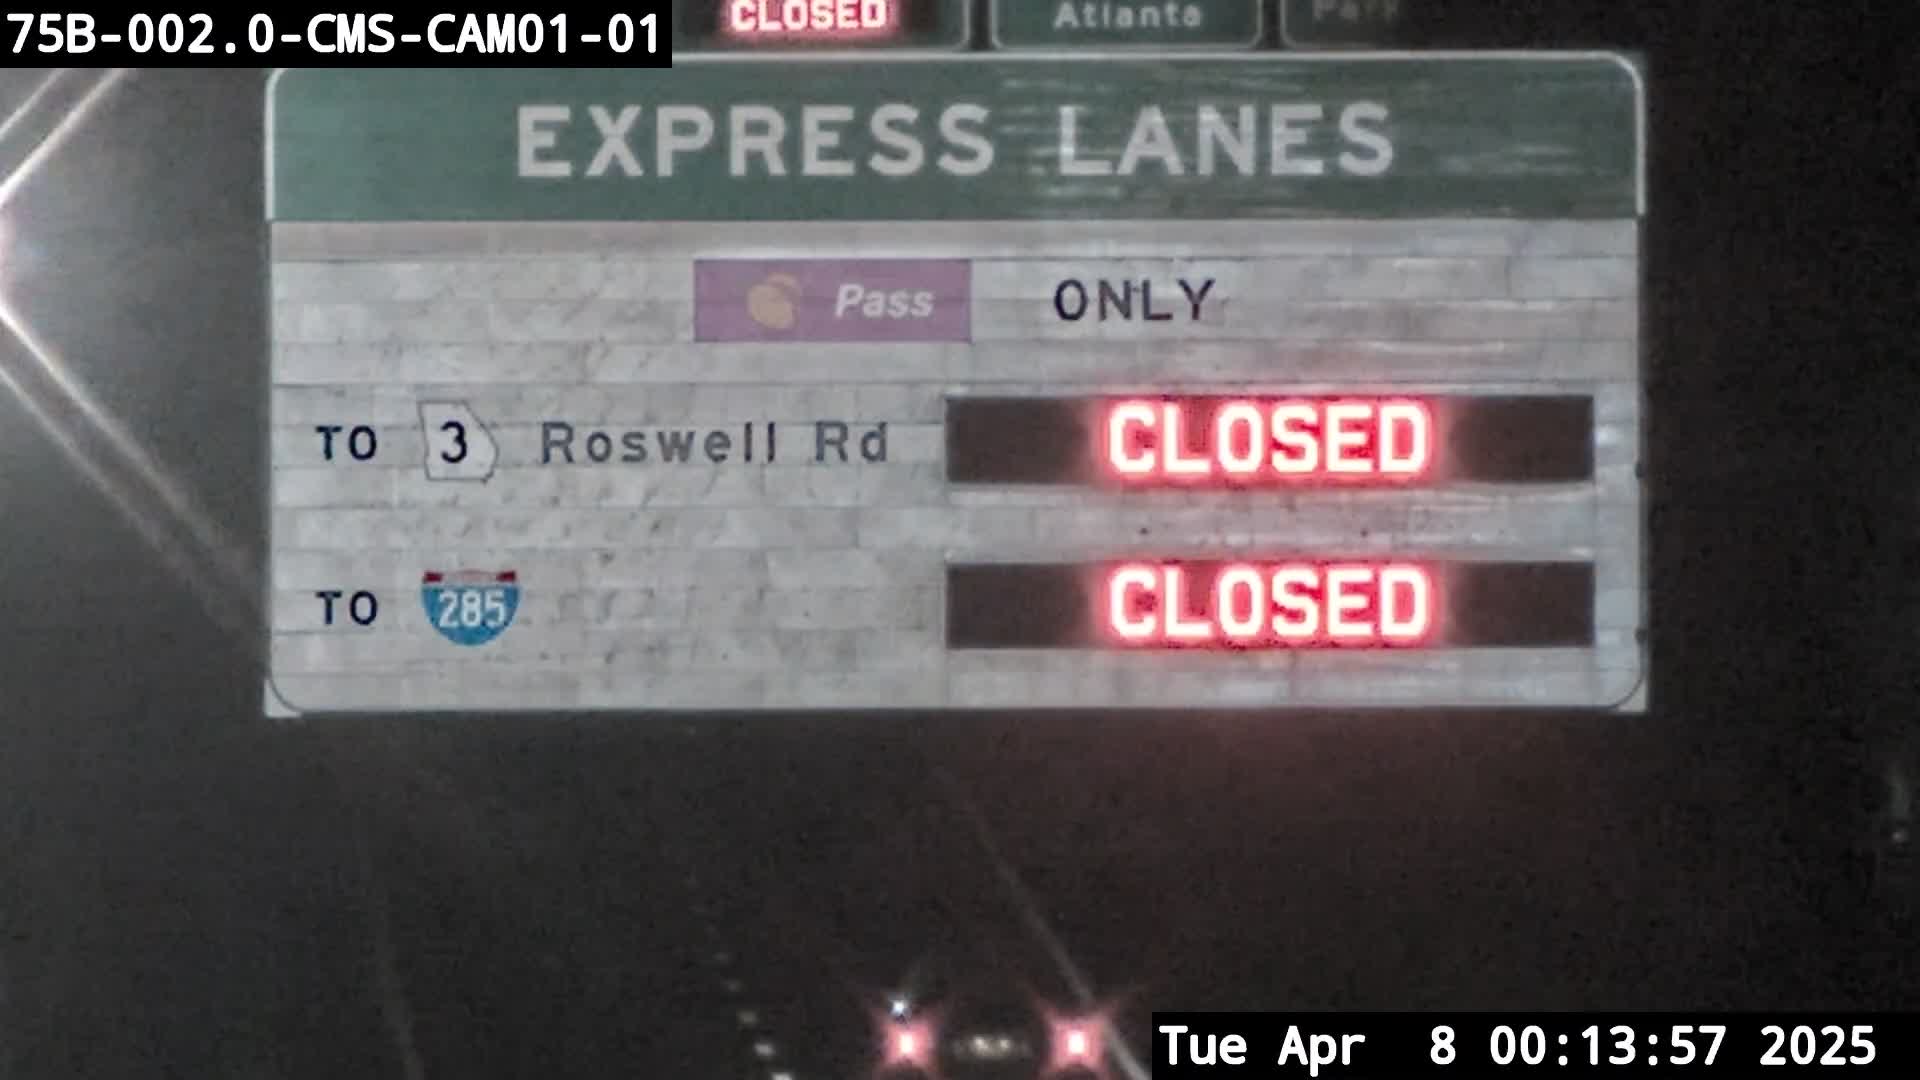 75B-002.0-CMS-CAM01-01
CLOSED
Atlanta
Park
EXPRESS LANES
Pass ONLY
TO 3 Roswell Rd CLOSED
TO 285 CLOSED
Tue Apr 8 00:13:57 2025